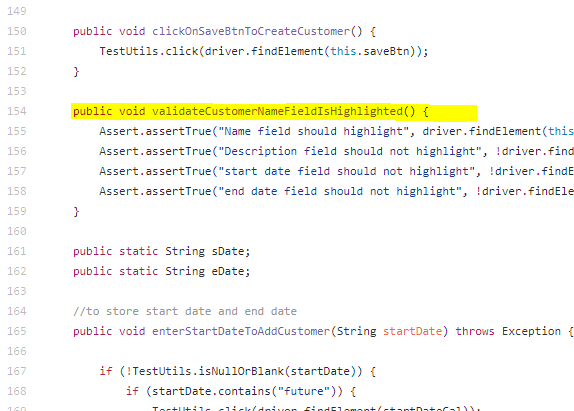 149
150 public void clickOnSaveBtnToCreateCustomer() {
151 TestUtils.click(driver.findElement(this.saveBtn));
152 }
153
154 public void validateCustomerNameFieldIsHighlighted() {
155 Assert.assertTrue("Name field should highlight", driver.findElement(this
156 Assert.assertTrue("Description field should not highlight", !driver.find
157 Assert.assertTrue("start date field should not highlight", !driver.findE
158 Assert.assertTrue("end date field should not highlight", !driver.findEle
159 }
160
161 public static String sDate;
162 public static String eDate;
163
164 //to store start date and end date
165 public void enterStartDateToAddCustomer(String startDate) throws Exception {
166
167 if (!TestUtils.isNullOrBlank(startDate)) {
168 if (startDate.contains("future")) {
169 TestUtils.click(driver.findElement(startDateCal));